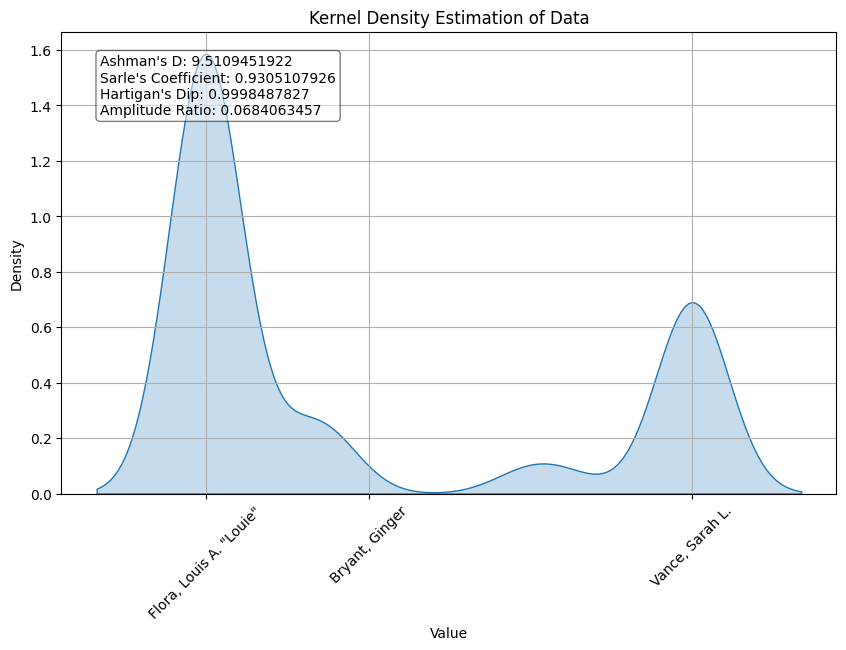 Kernel Density Estimation of Data
Ashman's D: 9.5109451922
Sarle's Coefficient: 0.9305107926
Hartigan's Dip: 0.9998487827
Amplitude Ratio: 0.0684063457
1.6
1.4
1.2
1.0
0.8
0.6
0.4
0.2
0.0
Density
Flora, Louis A. "Louie"
Bryant, Ginger
Vance, Sarah L.
Value